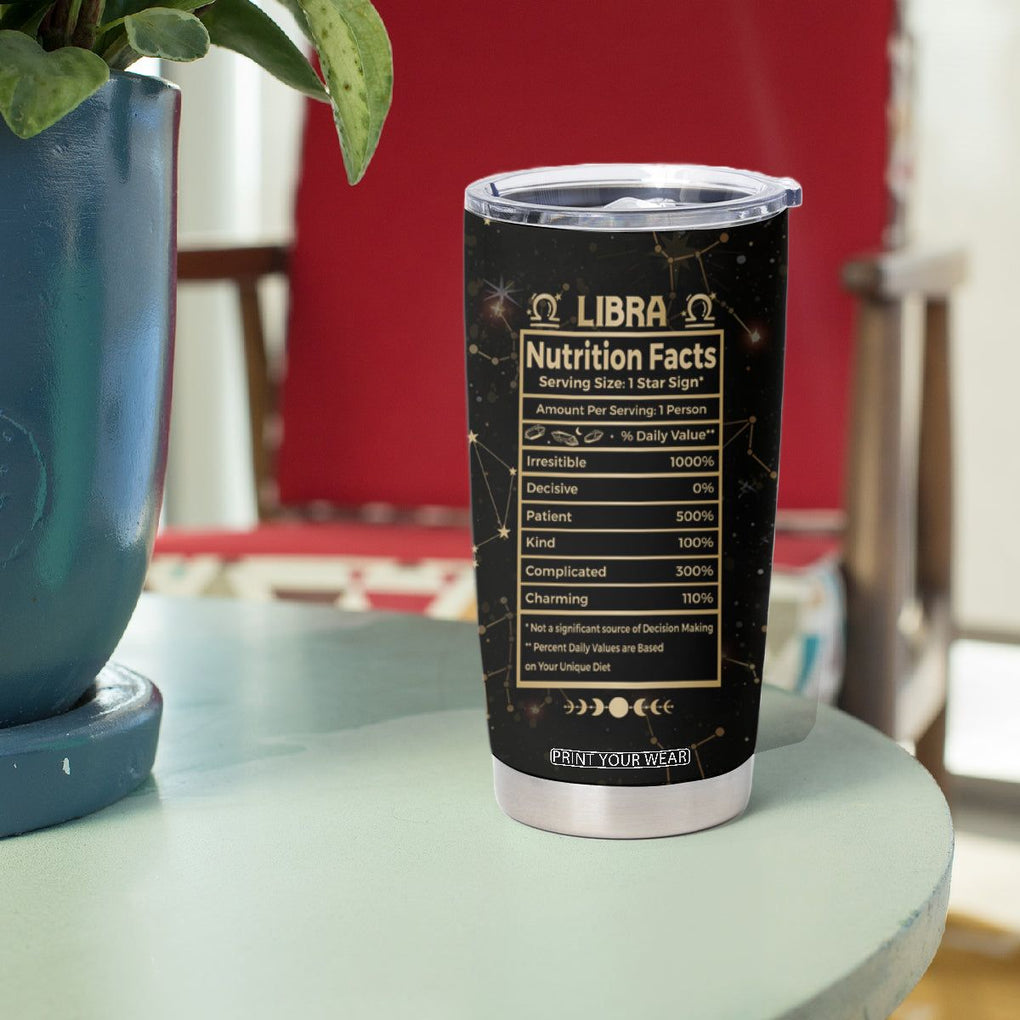 LIBRA
Nutrition Facts
Serving Size: 1 Star Sign*
Amount Per Serving: 1 Person
• % Daily Value**
Irresitible 1000%
Decisive 0%
Patient 500%
Kind 100%
Complicated 300%
Charming 110%
*Not a significant source of Decision Making
** Percent Daily Values are Based
on Your Unique Diet
PRINT YOUR WEAR